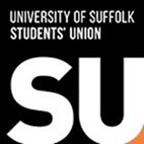 UNIVERSITY OF SUFFOLK
STUDENTS' UNION
SU